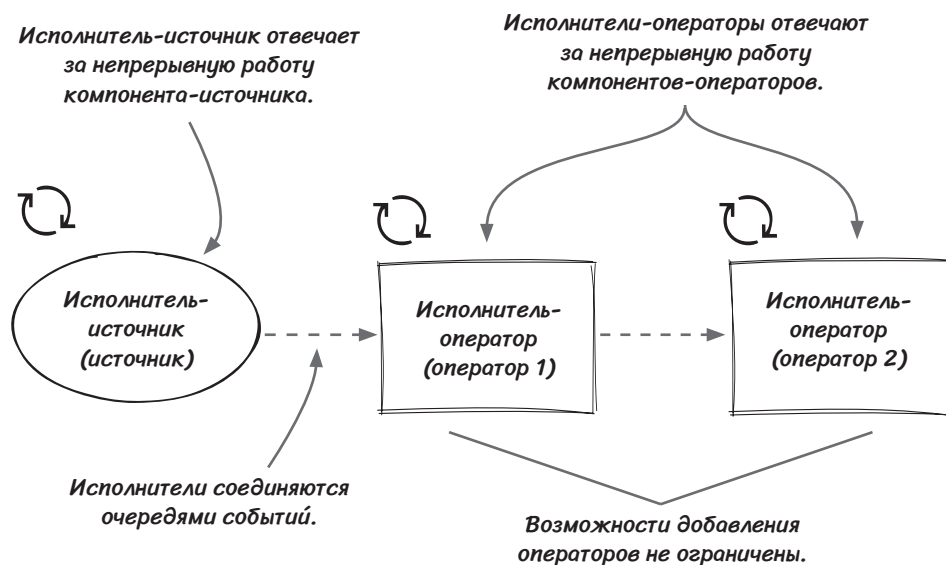 Исполнитель-источник отвечает
за непрерывную работу
компонента-источника.
Исполнители-операторы отвечают
за непрерывную работу
компонентов-операторов.
Исполнитель-
источник
(источник)
Исполнитель-
оператор
(оператор 1)
Исполнитель-
оператор
(оператор 2)
Исполнители соединяются
очередями событий.
Возможности добавления
операторов не ограничены.